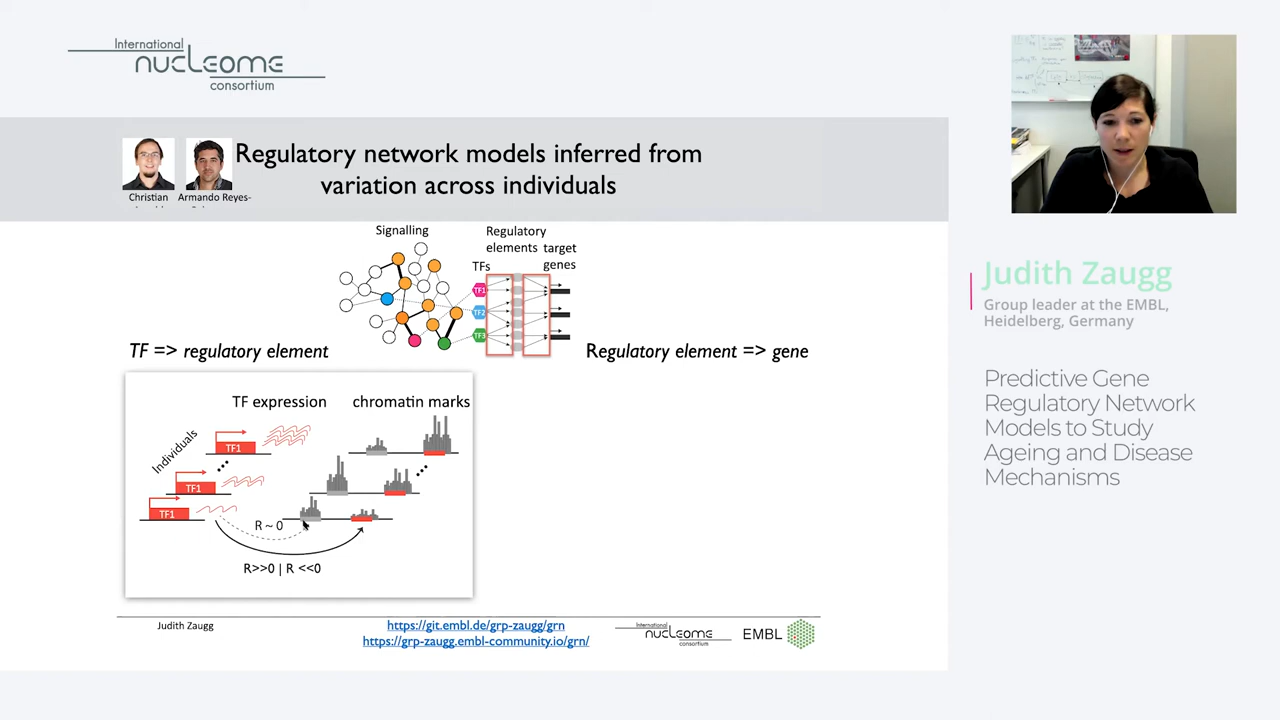 International
nucleome
consortium
Regulatory network models inferred from
variation across individuals
Christian
Armando Reyes-
Signalling
Regulatory
elements
target
genes
TFs
TF1
TF2
TF3
TF => regulatory element
Regulatory element => gene
TF expression
chromatin marks
Individuals
TF1
TF1
TF1
R ~ 0
R>>0 | R <<0
Judith Zaugg
https://git.embl.de/grp-zaugg/grn
https://grp-zaugg.embl-community.io/grn/
International
nucleome
consortium
EMBL
Judith Zaugg
Group leader at the EMBL,
Heidelberg, Germany
Predictive Gene
Regulatory Network
Models to Study
Ageing and Disease
Mechanisms